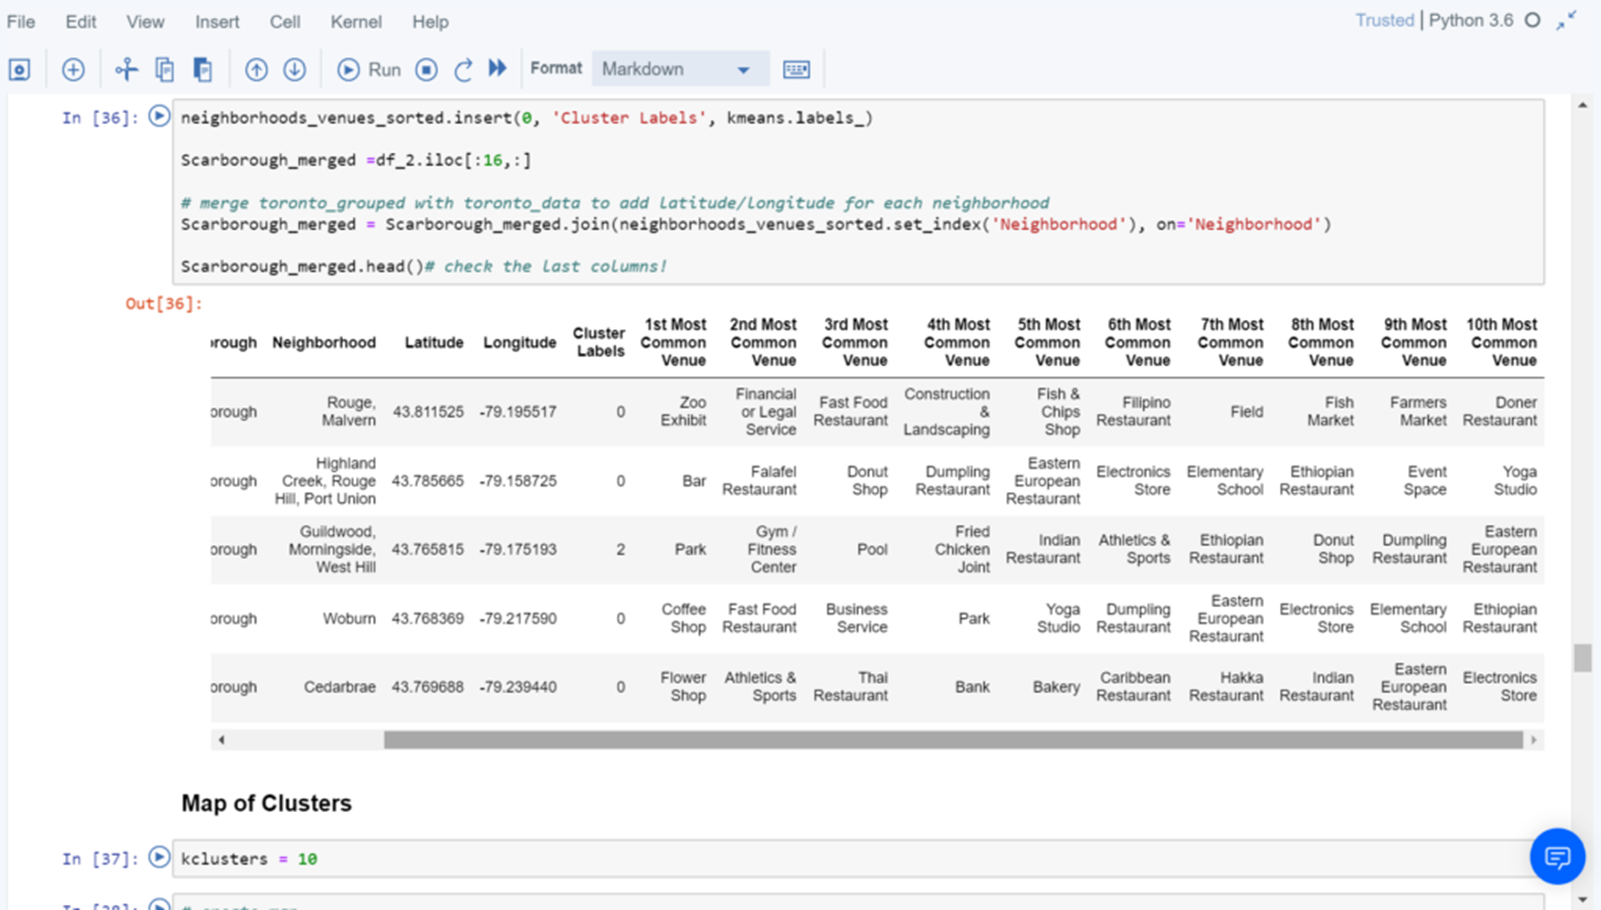 File Edit View Insert Cell Kernel Help Trusted | Python 3.6
Run Format Markdown
In [36]: neighborhoods_venues_sorted.insert(0, 'Cluster Labels', kmeans.labels_)
Scarborough_merged =df_2.iloc[:16,:]
# merge toronto_grouped with toronto_data to add latitude/longitude for each neighborhood
Scarborough_merged = Scarborough_merged.join(neighborhoods_venues_sorted.set_index('Neighborhood'), on='Neighborhood')
Scarborough_merged.head()# check the last columns!
Out[36]:
orough Neighborhood Latitude Longitude Cluster Labels 1st Most Common Venue 2nd Most Common Venue 3rd Most Common Venue 4th Most Common Venue 5th Most Common Venue 6th Most Common Venue 7th Most Common Venue 8th Most Common Venue 9th Most Common Venue 10th Most Common Venue
orough Rouge, Malvern 43.811525 -79.195517 0 Zoo Exhibit Financial or Legal Service Fast Food Restaurant Construction & Landscaping Fish & Chips Shop Filipino Restaurant Field Fish Market Farmers Market Doner Restaurant
orough Highland Creek, Rouge Hill, Port Union 43.785665 -79.158725 0 Bar Falafel Restaurant Donut Shop Dumpling Restaurant Eastern European Restaurant Electronics Store Elementary School Ethiopian Restaurant Event Space Yoga Studio
orough Guildwood, Morningside, West Hill 43.765815 -79.175193 2 Park Gym / Fitness Center Pool Fried Chicken Joint Indian Restaurant Athletics & Sports Ethiopian Restaurant Donut Shop Dumpling Restaurant Eastern European Restaurant
orough Woburn 43.768369 -79.217590 0 Coffee Shop Fast Food Restaurant Business Service Park Yoga Studio Dumpling Restaurant Eastern European Restaurant Electronics Store Elementary School Ethiopian Restaurant
orough Cedarbrae 43.769688 -79.239440 0 Flower Shop Athletics & Sports Thai Restaurant Bank Bakery Caribbean Restaurant Hakka Restaurant Indian Restaurant Eastern European Restaurant Electronics Store
Map of Clusters
In [37]: kclusters = 10